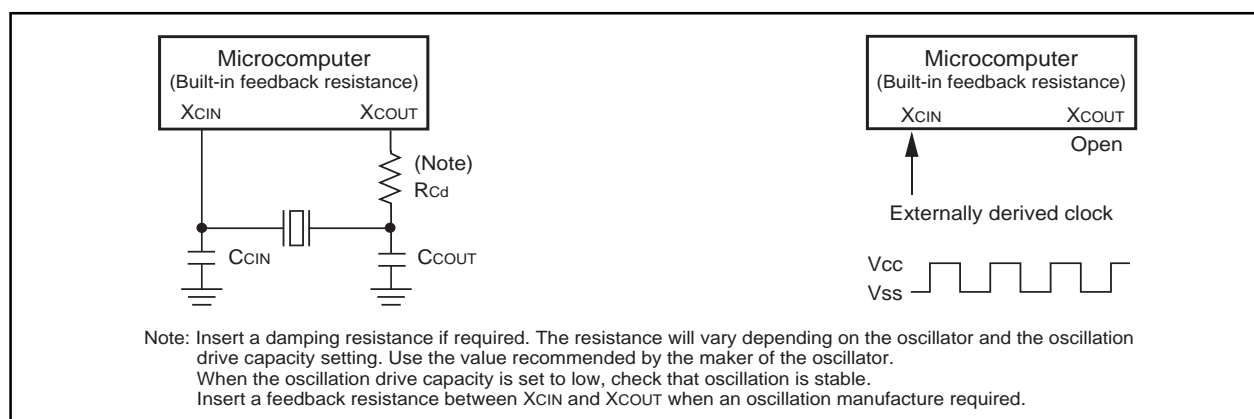 Microcomputer
(Built-in feedback resistance)
XCIN XCOUT
(Note)
RCd
CCIN
CCOUT
Microcomputer
(Built-in feedback resistance)
XCIN XCOUT
Open
Externally derived clock
Vcc
Vss
Note: Insert a damping resistance if required. The resistance will vary depending on the oscillator and the oscillation
drive capacity setting. Use the value recommended by the maker of the oscillator.
When the oscillation drive capacity is set to low, check that oscillation is stable.
Insert a feedback resistance between XCIN and XCOUT when an oscillation manufacture required.